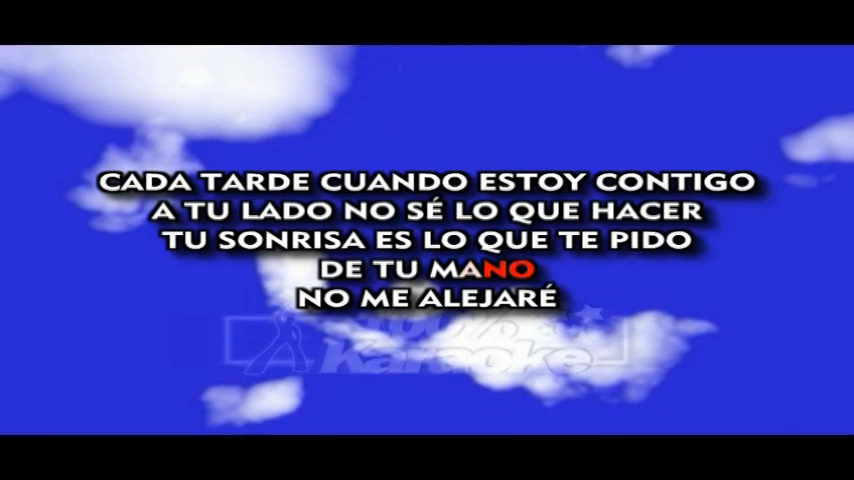 CADA TARDE CUANDO ESTOY CONTIGO
A TU LADO NO SÉ LO QUE HACER
TU SONRISA ES LO QUE TE PIDO
DE TU MANO
NO ME ALEJARÉ
100%
Karaoke